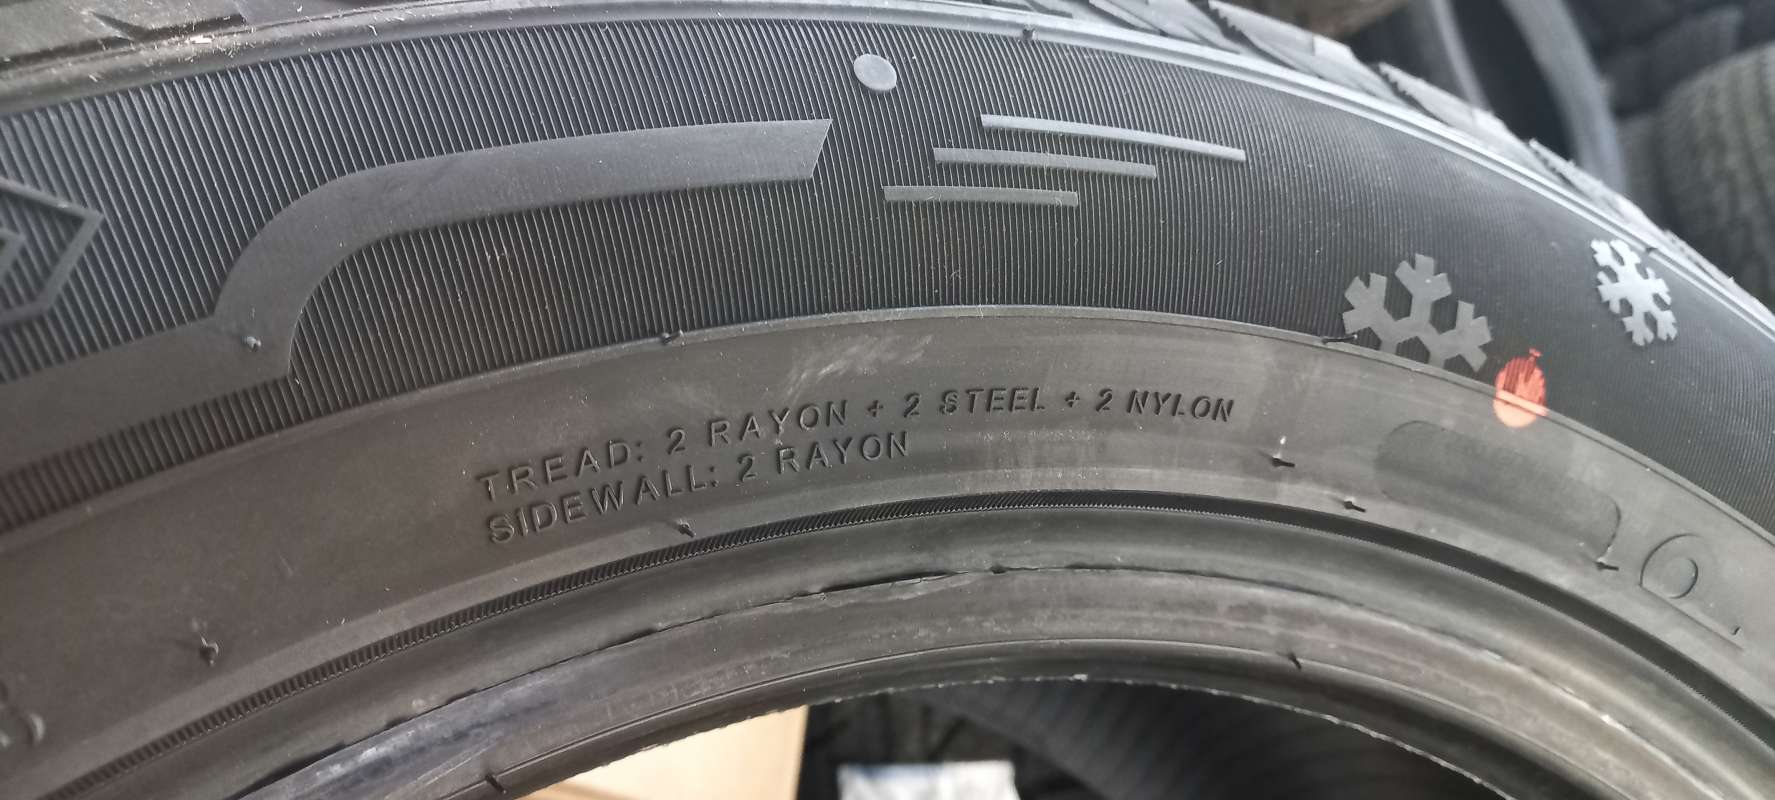 TREAD: 2 RAYON + 2 STEEL + 2 NYLON
SIDEWALL: 2 RAYON